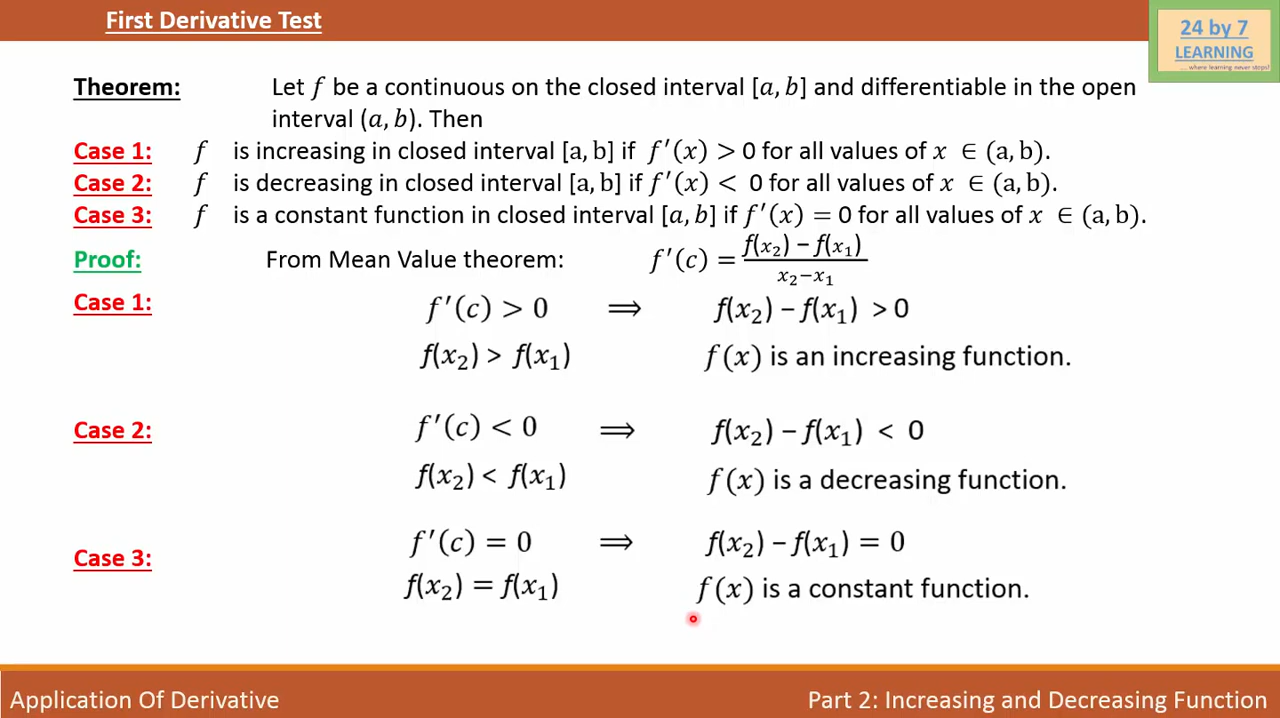 First Derivative Test
24 by 7
LEARNING
.... where learning never stops!
Theorem: Let f be a continuous on the closed interval [a, b] and differentiable in the open
interval (a, b). Then
Case 1: f is increasing in closed interval [a, b] if f′(x) > 0 for all values of x ∈ (a, b).
Case 2: f is decreasing in closed interval [a, b] if f′(x) < 0 for all values of x ∈ (a, b).
Case 3: f is a constant function in closed interval [a, b] if f′(x) = 0 for all values of x ∈ (a, b).
Proof: From Mean Value theorem: f′(c) = f(x₂) − f(x₁) / x₂−x₁
Case 1: f′(c) > 0 ⟹ f(x₂) − f(x₁) > 0
f(x₂) > f(x₁) f(x) is an increasing function.
Case 2: f′(c) < 0 ⟹ f(x₂) − f(x₁) < 0
f(x₂) < f(x₁) f(x) is a decreasing function.
Case 3: f′(c) = 0 ⟹ f(x₂) − f(x₁) = 0
f(x₂) = f(x₁) f(x) is a constant function.
Application Of Derivative
Part 2: Increasing and Decreasing Function